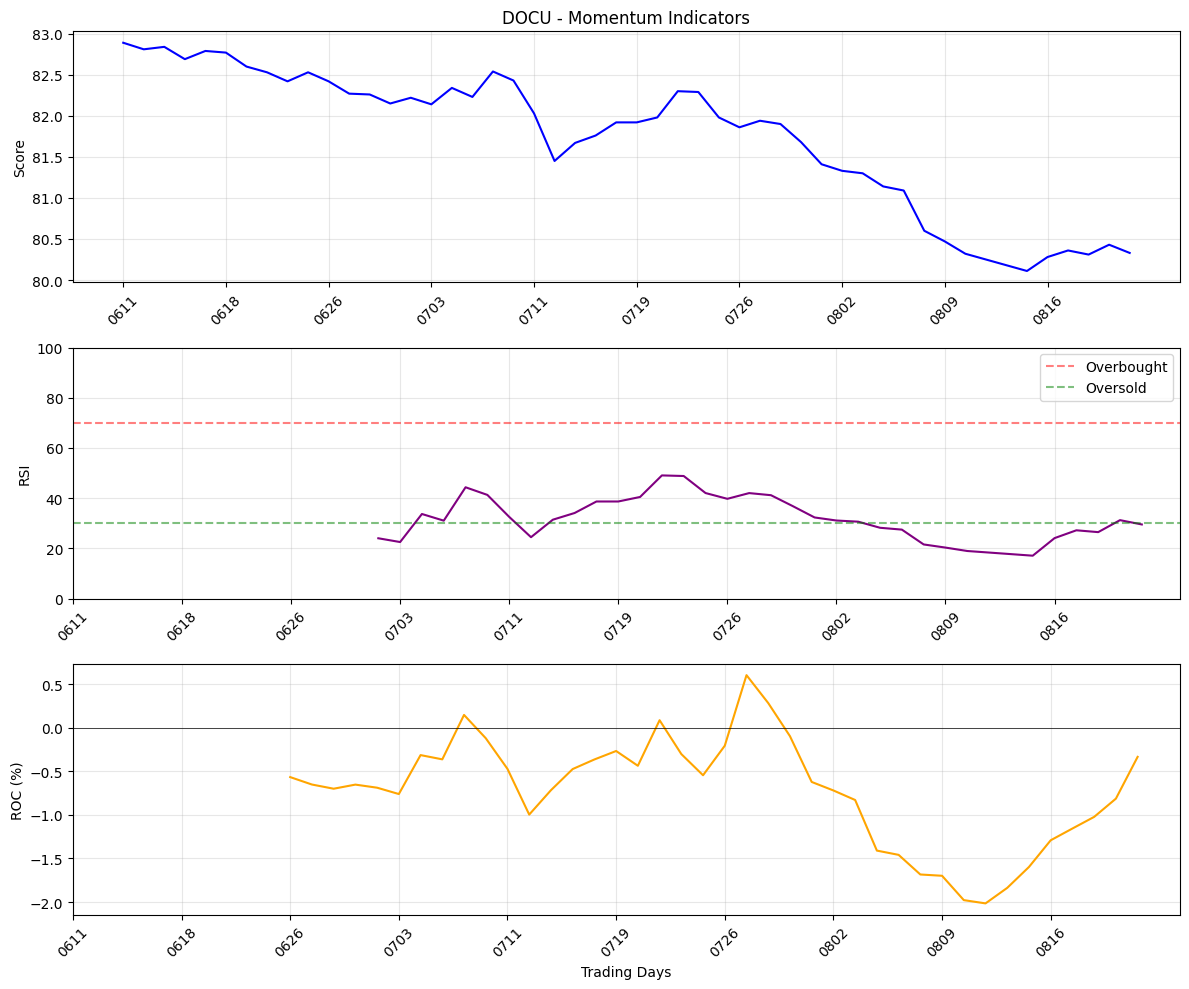 DOCU - Momentum Indicators
Score
83.0
82.5
82.0
81.5
81.0
80.5
80.0
0611 0618 0626 0703 0711 0719 0726 0802 0809 0816
RSI
100
80
60
40
20
0
Overbought
Oversold
0611 0618 0626 0703 0711 0719 0726 0802 0809 0816
ROC (%)
0.5
0.0
−0.5
−1.0
−1.5
−2.0
0611 0618 0626 0703 0711 0719 0726 0802 0809 0816
Trading Days